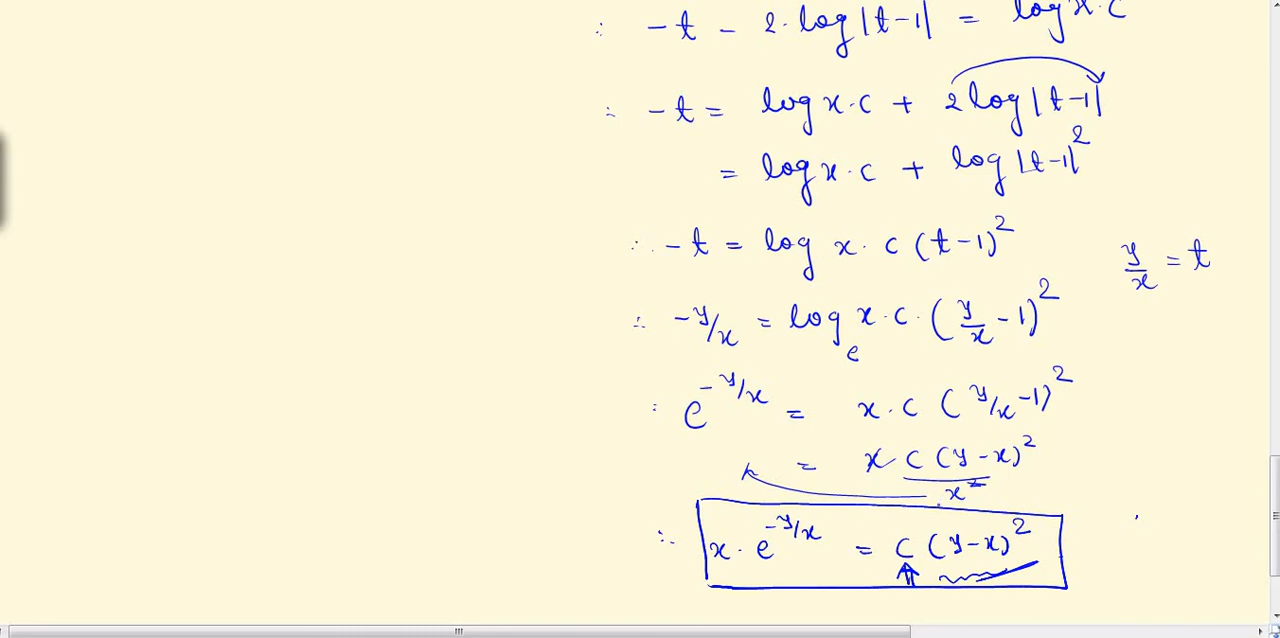 ∴ -t - 2·log|t-1| = log x·c
∴ -t = log x·c + 2log|t-1|
= log x·c + log|t-1|²
∴ -t = log x·c (t-1)²
y/x = t
∴ -y/x = logₑ x·c·(y/x - 1)²
∴ e^(-y/x) = x·c (y/x - 1)²
= x c (y-x)² / x²
∴ x·e^(-y/x) = c (y-x)²